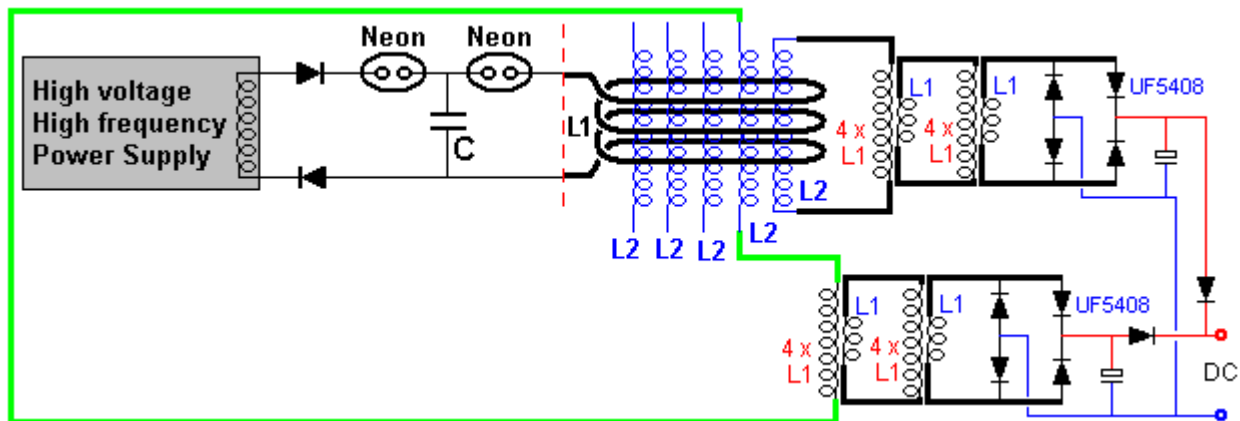 Neon
Neon
High voltage
High frequency
Power Supply
C
L1
L2
L2
L2
L2
L2
4 x
L1
L1
4 x
L1
L1
UF5408
4 x
L1
L1
4 x
L1
L1
UF5408
DC